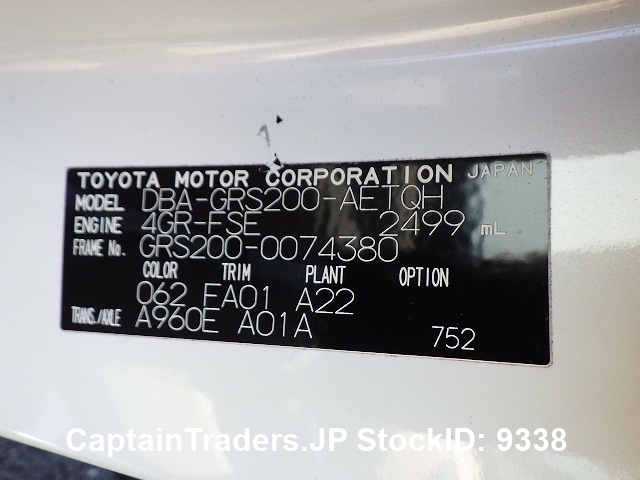 TOYOTA MOTOR CORPORATION JAPAN
MODEL DBA-GRS200-AETQH
ENGINE 4GR-FSE 2499 mL
FRAME No. GRS200-0074380
COLOR TRIM PLANT OPTION
062 FA01 A22
TRANS./AXLE A960E A01A
752
CaptainTraders.JP StockID: 9338